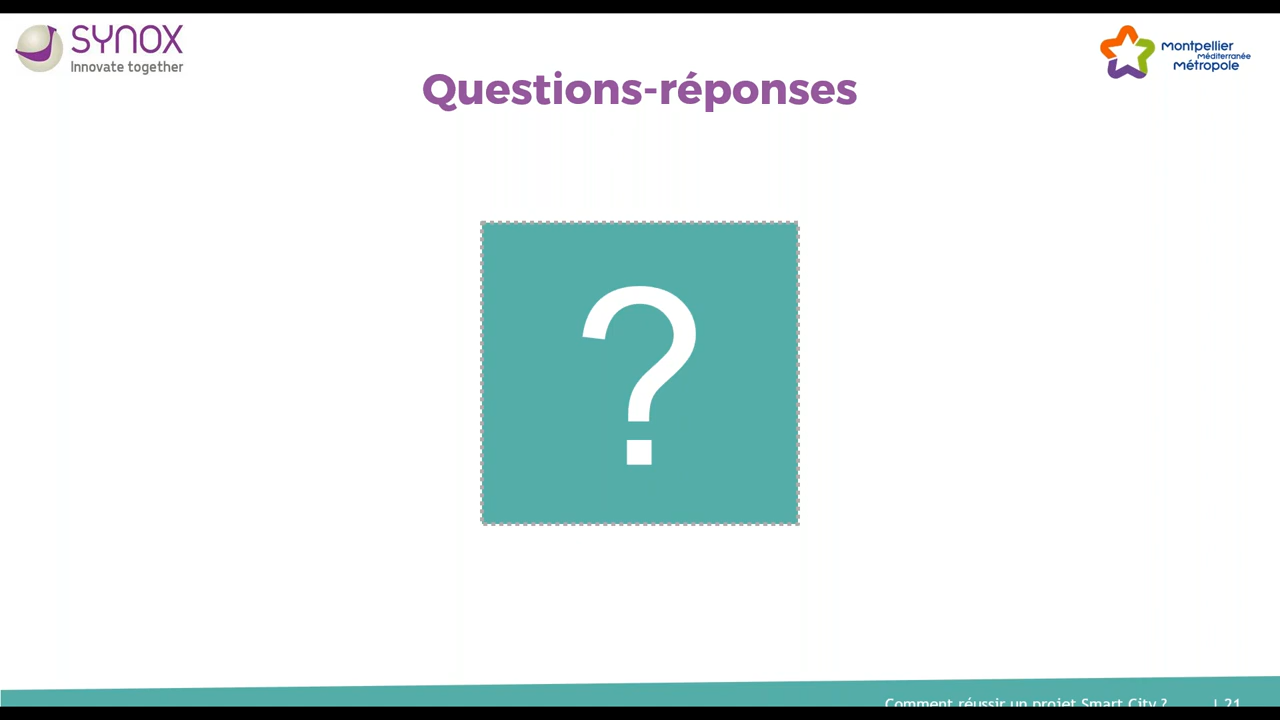 SYNOX
Innovate together
Montpellier
Méditerranée
Métropole
Questions-réponses
?
Comment réussir un projet Smart City ? | 21